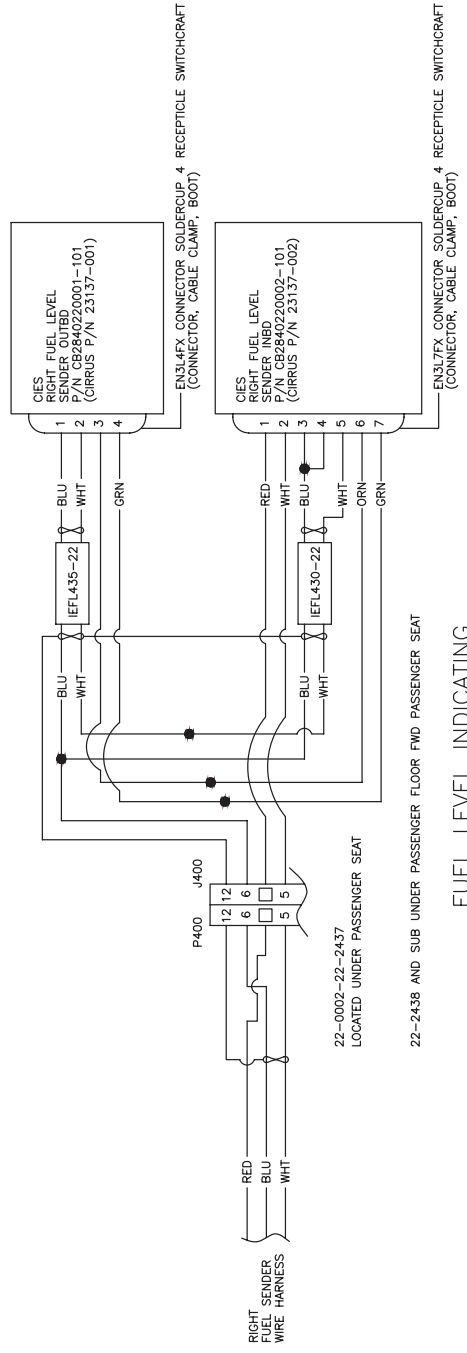 CIES
RIGHT FUEL LEVEL
SENDER OUTBD
P/N CB2840220001-101
(CIRRUS P/N 23137-001)
1
2
3
4
BLU
WHT
GRN
EN3L4FX CONNECTOR SOLDERCUP 4 RECEPTICLE SWITCHCRAFT
(CONNECTOR, CABLE CLAMP, BOOT)
IEFL435-22
BLU
WHT
CIES
RIGHT FUEL LEVEL
SENDER INBD
P/N CB2840220002-101
(CIRRUS P/N 23137-002)
1
2
3
4
5
6
7
RED
WHT
BLU
WHT
ORN
GRN
EN3L7FX CONNECTOR SOLDERCUP 4 RECEPTICLE SWITCHCRAFT
(CONNECTOR, CABLE CLAMP, BOOT)
IEFL430-22
BLU
WHT
P400
J400
12
12
6
6
5
5
RED
BLU
WHT
RIGHT
FUEL SENDER
WIRE HARNESS
22-0002-22-2437
LOCATED UNDER PASSENGER SEAT
22-2438 AND SUB UNDER PASSENGER FLOOR FWD PASSENGER SEAT
FUEL LEVEL INDICATING